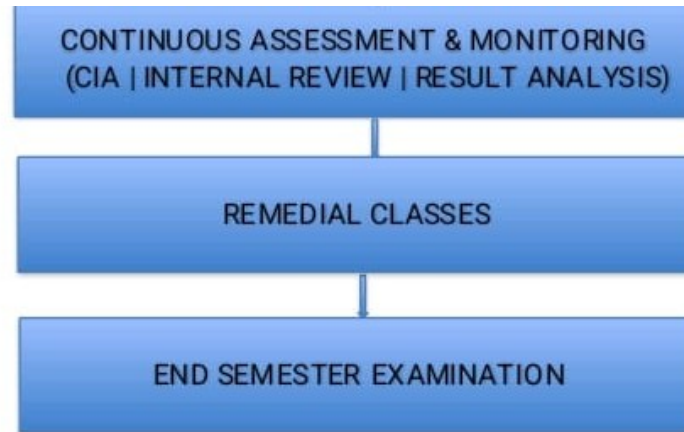 CONTINUOUS ASSESSMENT & MONITORING
(CIA | INTERNAL REVIEW | RESULT ANALYSIS)
REMEDIAL CLASSES
END SEMESTER EXAMINATION